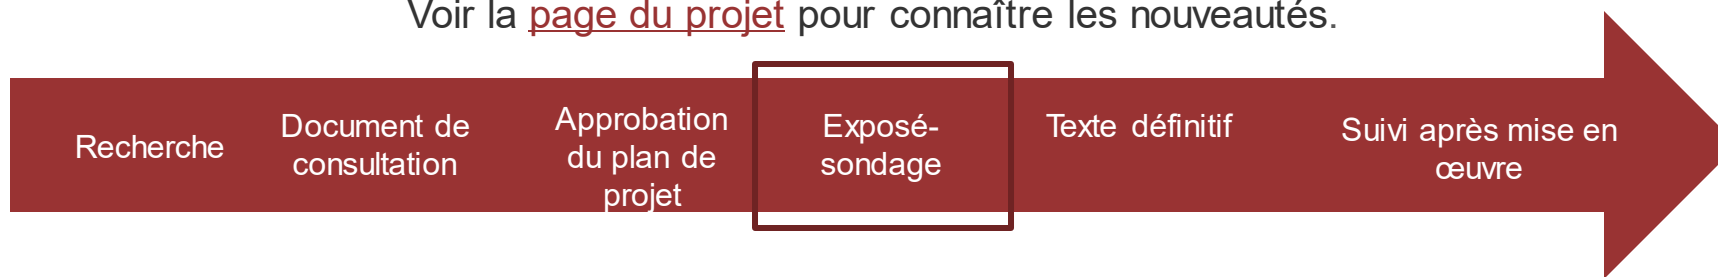 Voir la page du projet pour connaître les nouveautés.
Recherche
Document de
consultation
Approbation
du plan de
projet
Exposé-
sondage
Texte définitif
Suivi après mise en
œuvre